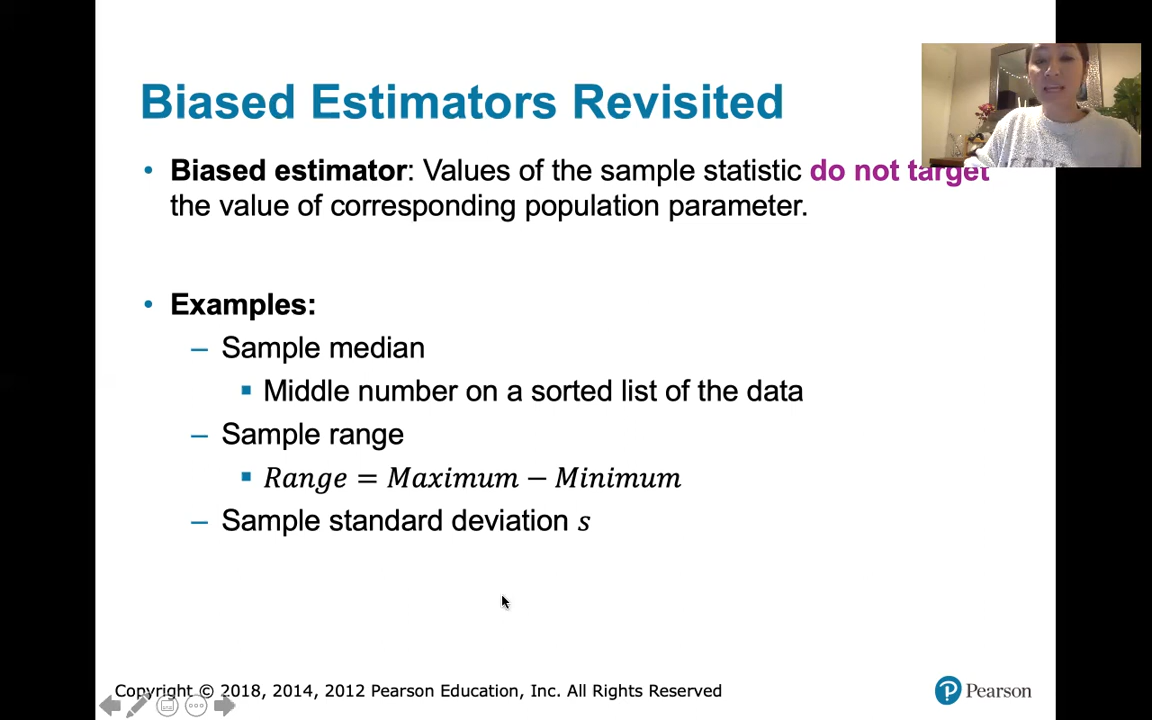 Biased Estimators Revisited
• Biased estimator: Values of the sample statistic do not target
the value of corresponding population parameter.
• Examples:
– Sample median
▪ Middle number on a sorted list of the data
– Sample range
▪ Range = Maximum − Minimum
– Sample standard deviation s
Copyright © 2018, 2014, 2012 Pearson Education, Inc. All Rights Reserved
Pearson